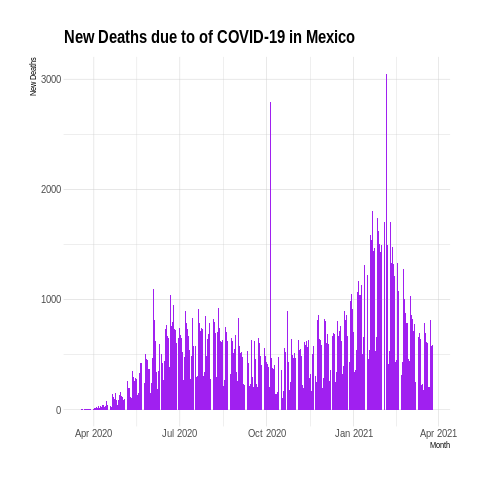 New Deaths due to of COVID-19 in Mexico
New Deaths
3000
2000
1000
0
Apr 2020
Jul 2020
Oct 2020
Jan 2021
Apr 2021
Month